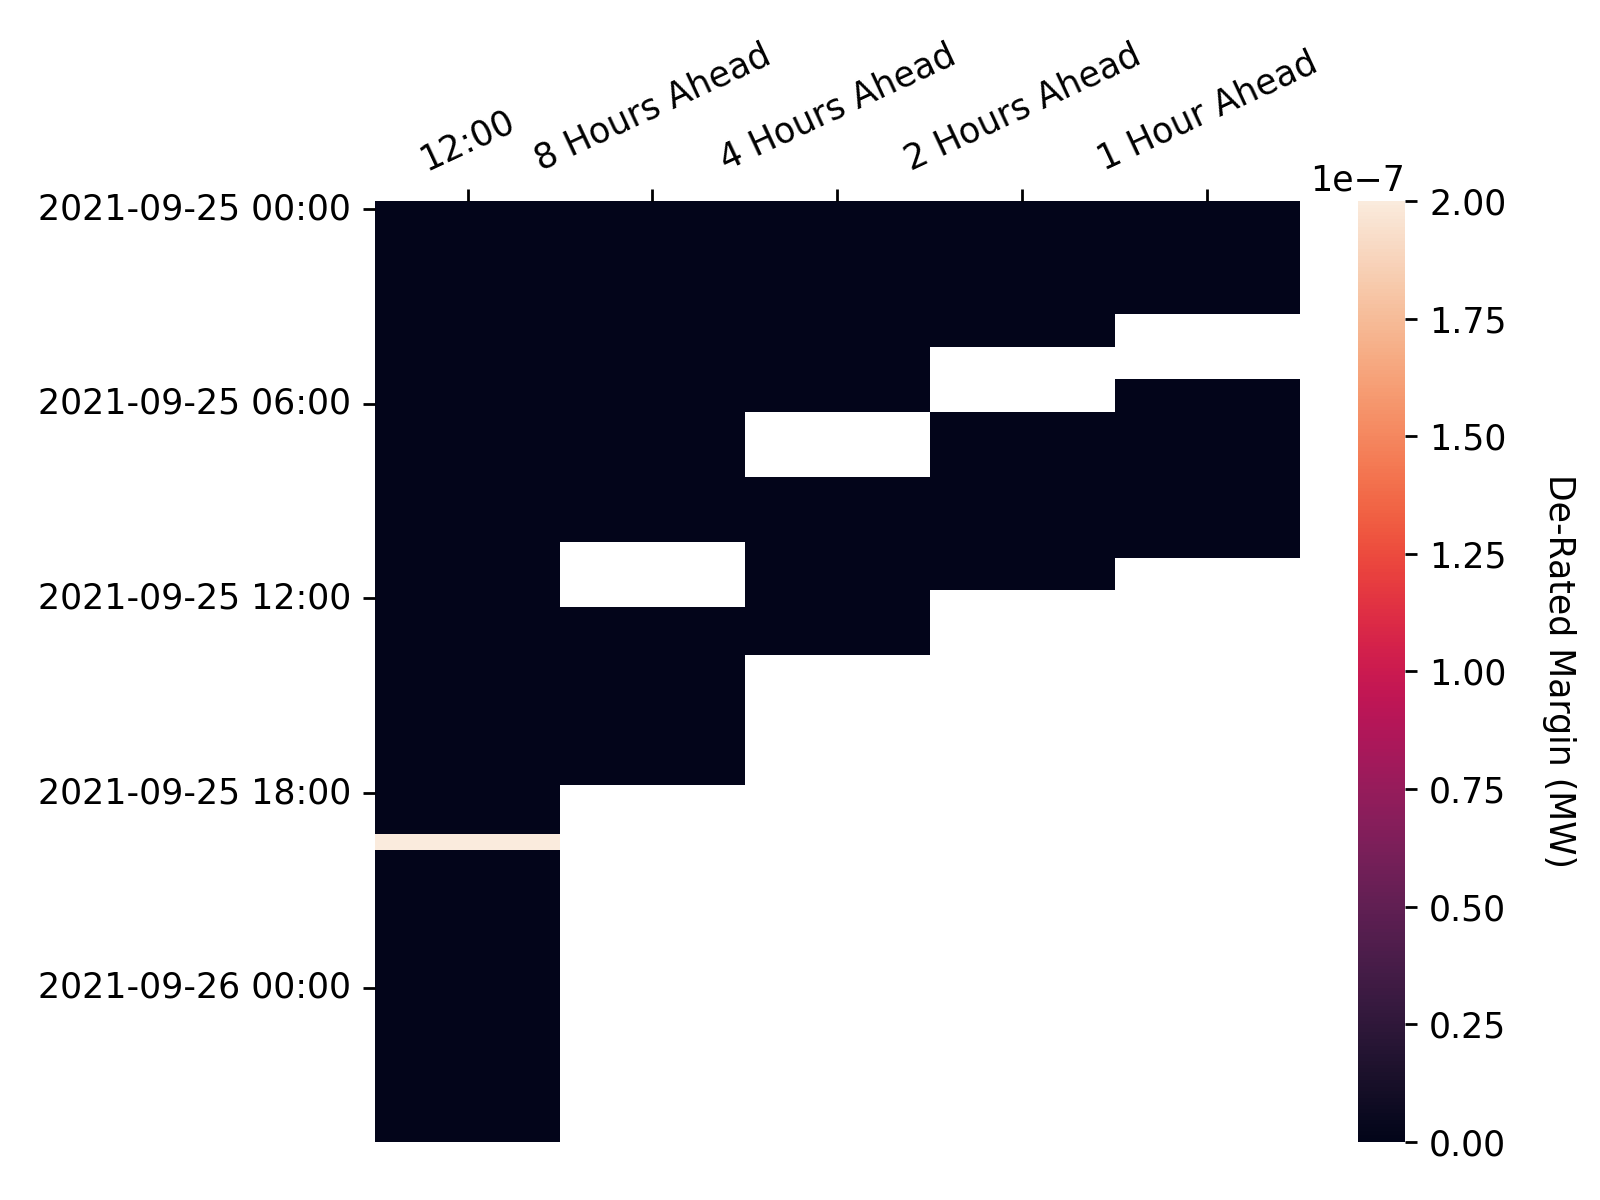 12:00
8 Hours Ahead
4 Hours Ahead
2 Hours Ahead
1 Hour Ahead
2021-09-25 00:00
2021-09-25 06:00
2021-09-25 12:00
2021-09-25 18:00
2021-09-26 00:00
1e−7
2.00
1.75
1.50
1.25
1.00
0.75
0.50
0.25
0.00
De-Rated Margin (MW)